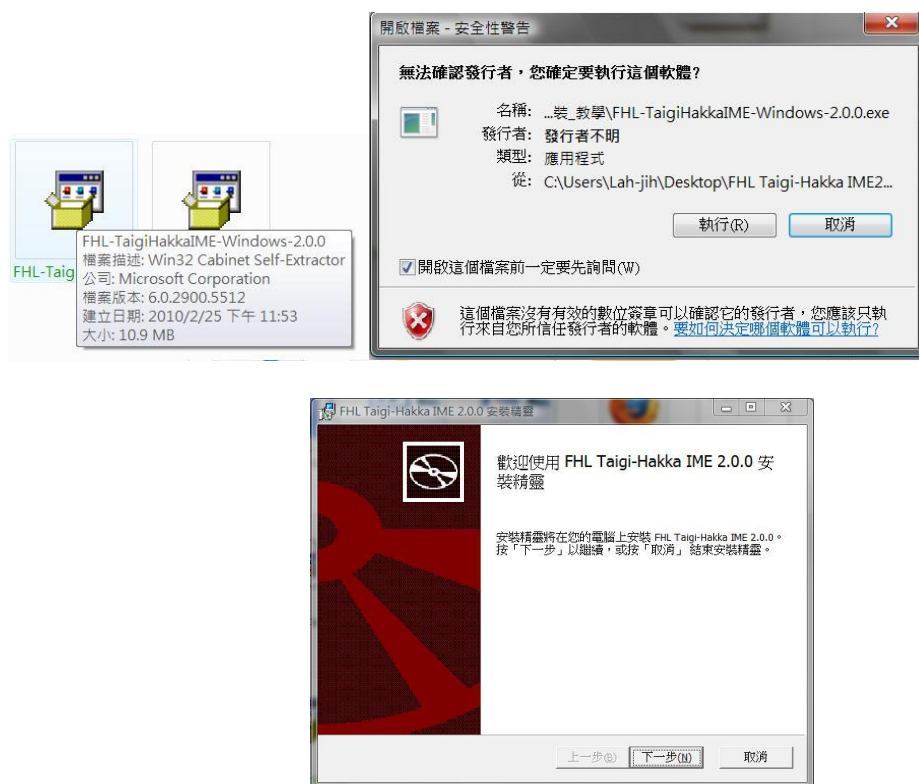 FHL-Taig
FHL-TaigiHakkaIME-Windows-2.0.0
檔案描述: Win32 Cabinet Self-Extractor
公司: Microsoft Corporation
檔案版本: 6.0.2900.5512
建立日期: 2010/2/25 下午 11:53
大小: 10.9 MB
開啟檔案 - 安全性警告
無法確認發行者，您確定要執行這個軟體?
名稱: ...裝_教學\FHL-TaigiHakkaIME-Windows-2.0.0.exe
發行者: 發行者不明
類型: 應用程式
從: C:\Users\Lah-jih\Desktop\FHL Taigi-Hakka IME2...
執行(R) 取消
開啟這個檔案前一定要先詢問(W)
這個檔案沒有有效的數位簽章可以確認它的發行者，您應該只執
行來自您所信任發行者的軟體。要如何決定哪個軟體可以執行?
FHL Taigi-Hakka IME 2.0.0 安裝精靈
歡迎使用 FHL Taigi-Hakka IME 2.0.0 安
裝精靈
安裝精靈將在您的電腦上安裝 FHL Taigi-Hakka IME 2.0.0。
按「下一步」以繼續，或按「取消」結束安裝精靈。
上一步(B) 下一步(N) 取消